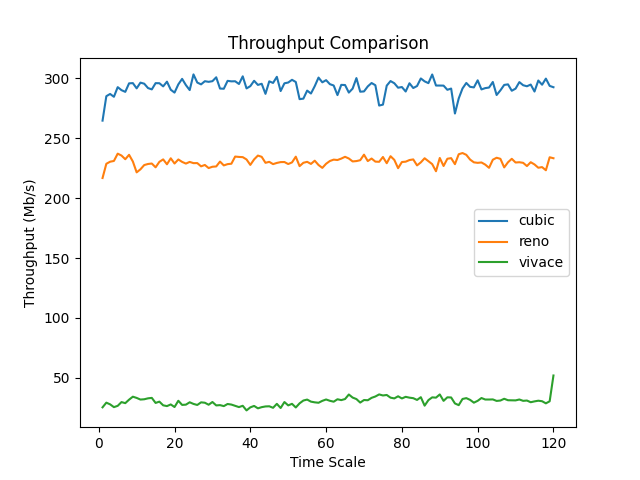 Throughput Comparison
Throughput (Mb/s)
300
250
200
150
100
50
cubic
reno
vivace
0 20 40 60 80 100 120
Time Scale